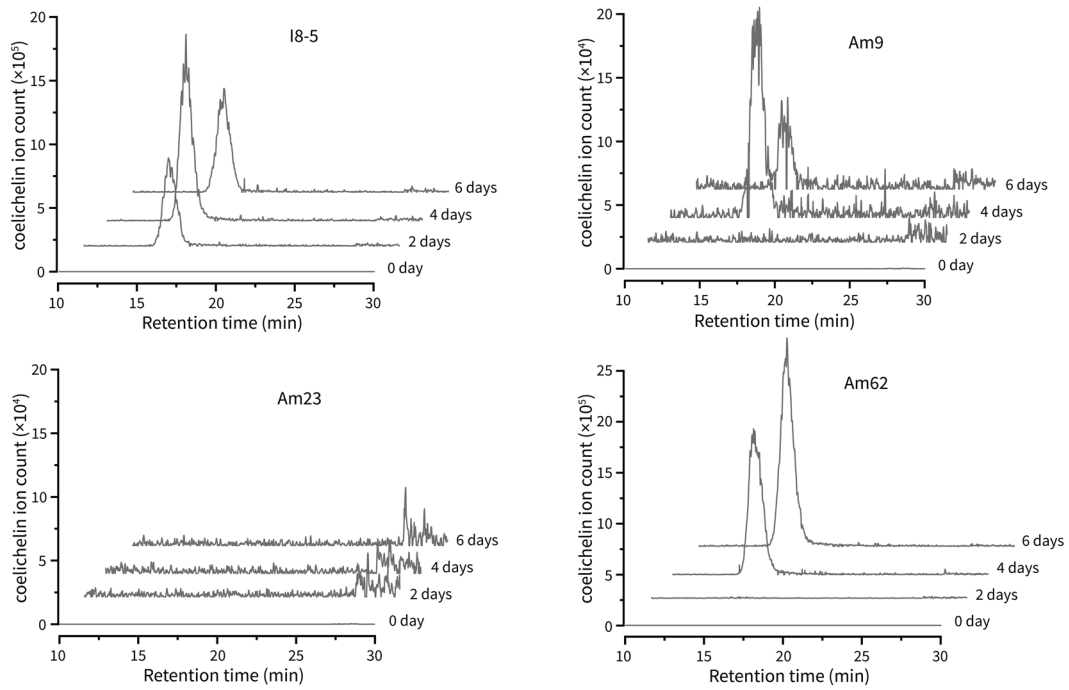 I8-5
coelichelin ion count (×10⁵)
20
15
10
5
0
6 days
4 days
2 days
0 day
10 15 20 25 30
Retention time (min)
Am9
coelichelin ion count (×10⁴)
20
15
10
5
0
6 days
4 days
2 days
0 day
10 15 20 25 30
Retention time (min)
Am23
coelichelin ion count (×10⁴)
20
15
10
5
0
6 days
4 days
2 days
0 day
10 15 20 25 30
Retention time (min)
Am62
coelichelin ion count (×10⁵)
25
20
15
10
5
0
6 days
4 days
2 days
0 day
10 15 20 25 30
Retention time (min)